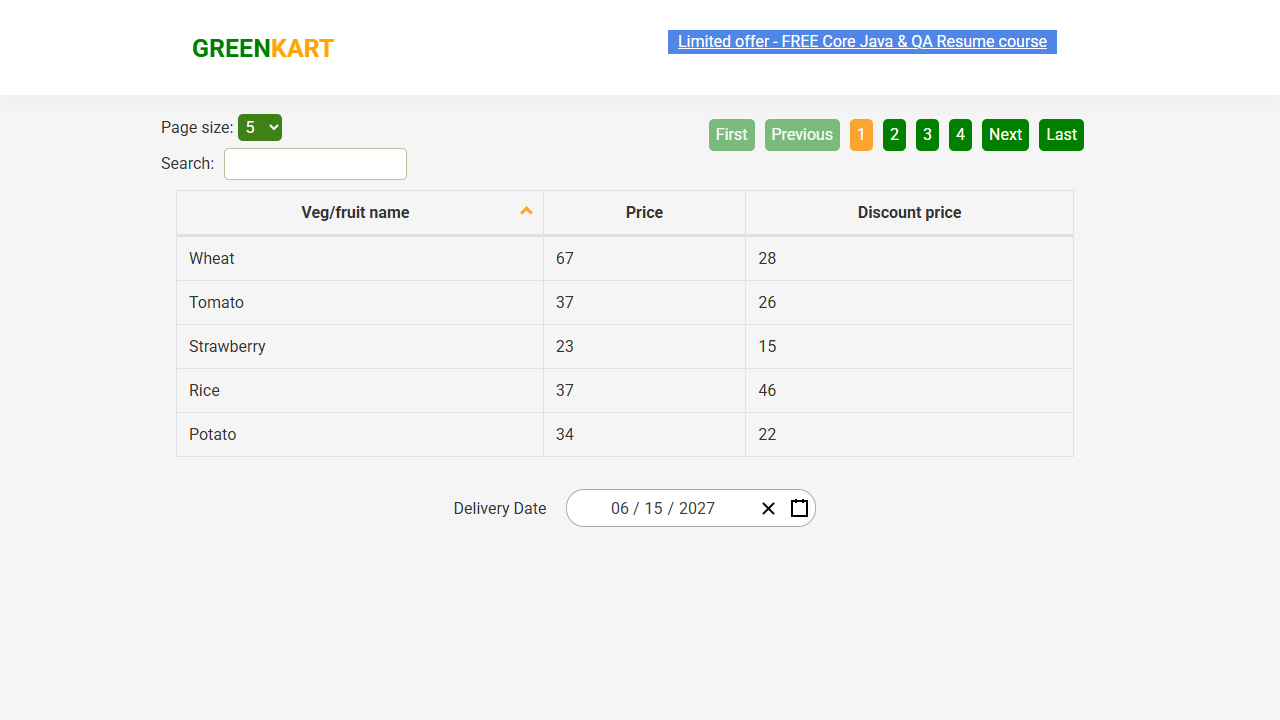 GREENKART
Limited offer - FREE Core Java & QA Resume course
Page size: 5
First Previous 1 2 3 4 Next Last
Search:
Veg/fruit name Price Discount price
Wheat 67 28
Tomato 37 26
Strawberry 23 15
Rice 37 46
Potato 34 22
Delivery Date 06 / 15 / 2027